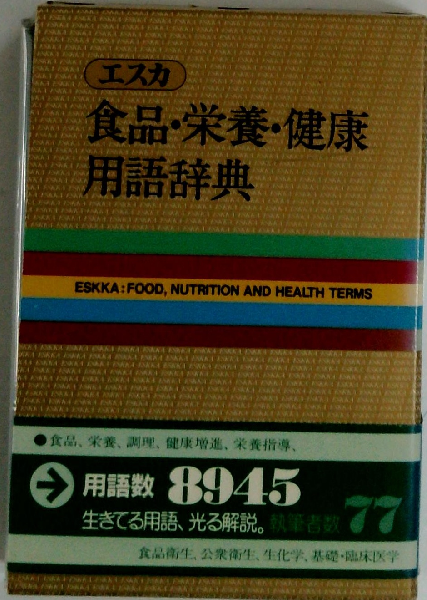 エスカ
食品・栄養・健康
用語辞典
ESKKA: FOOD, NUTRITION AND HEALTH TERMS
●食品、栄養、調理、健康増進、栄養指導、
用語数 8945
生きてる用語、光る解説。執筆者数 77
食品衛生、公衆衛生、生化学、基礎・臨床医学